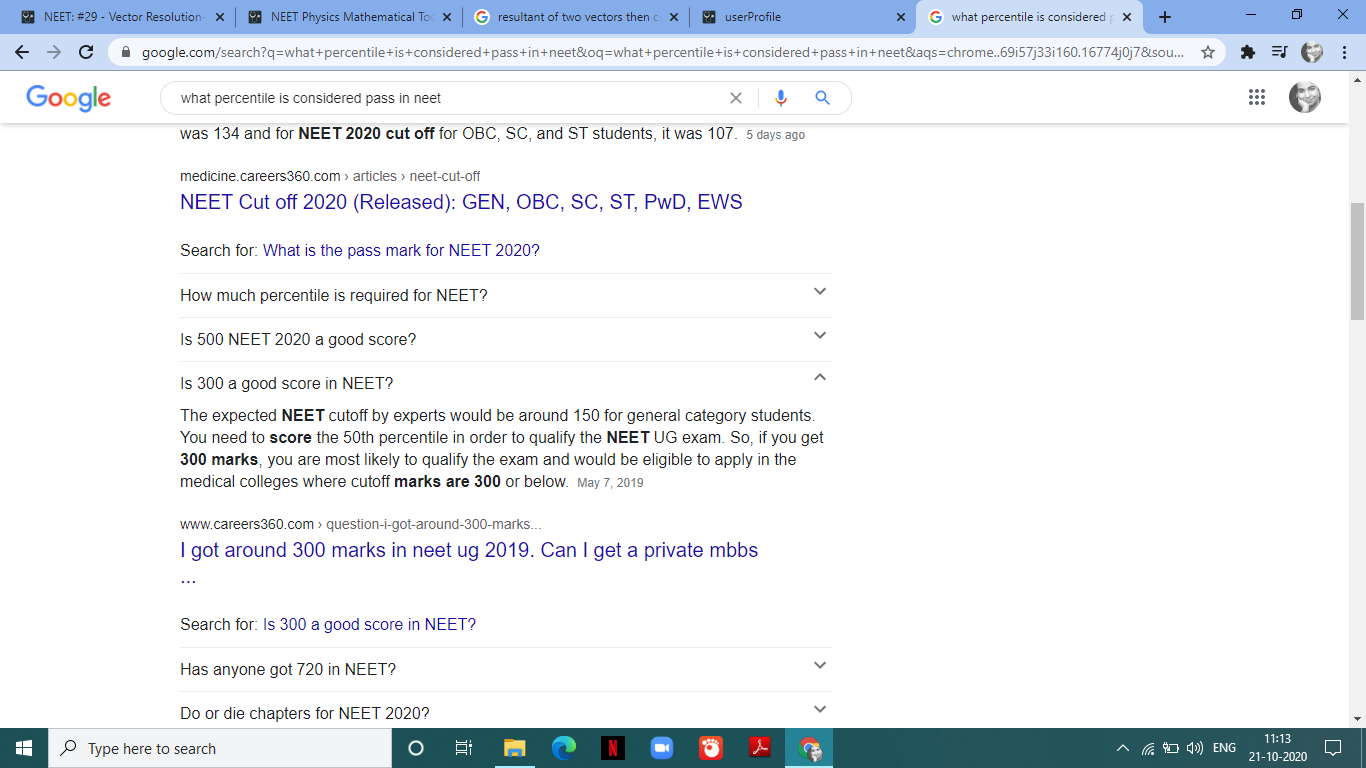 NEET: #29 - Vector Resolution-
NEET Physics Mathematical Too
resultant of two vectors then c
userProfile
what percentile is considered p
google.com/search?q=what+percentile+is+considered+pass+in+neet&oq=what+percentile+is+considered+pass+in+neet&aqs=chrome..69i57j33i160.16774j0j7&sou...
Google
what percentile is considered pass in neet
was 134 and for NEET 2020 cut off for OBC, SC, and ST students, it was 107. 5 days ago
medicine.careers360.com › articles › neet-cut-off
NEET Cut off 2020 (Released): GEN, OBC, SC, ST, PwD, EWS
Search for: What is the pass mark for NEET 2020?
How much percentile is required for NEET?
Is 500 NEET 2020 a good score?
Is 300 a good score in NEET?
The expected NEET cutoff by experts would be around 150 for general category students.
You need to score the 50th percentile in order to qualify the NEET UG exam. So, if you get
300 marks, you are most likely to qualify the exam and would be eligible to apply in the
medical colleges where cutoff marks are 300 or below. May 7, 2019
www.careers360.com › question-i-got-around-300-marks...
I got around 300 marks in neet ug 2019. Can I get a private mbbs
...
Search for: Is 300 a good score in NEET?
Has anyone got 720 in NEET?
Do or die chapters for NEET 2020?
Type here to search
N
ENG
11:13
21-10-2020